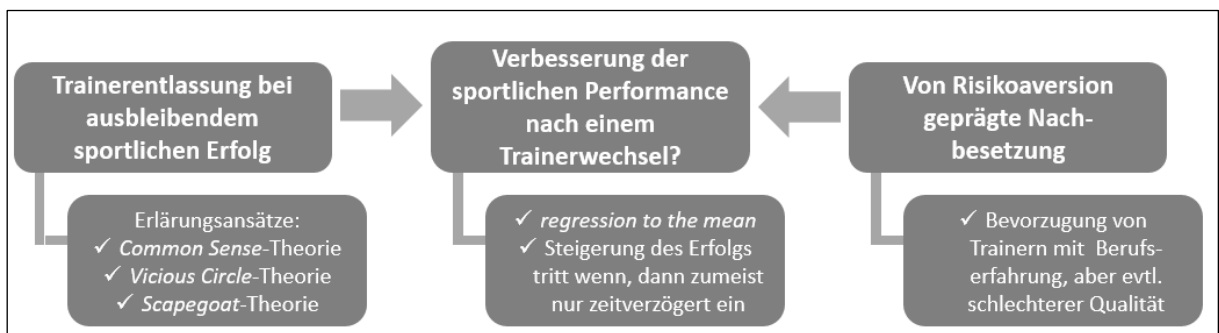 Trainerentlassung bei
ausbleibendem
sportlichen Erfolg
Erlärungsansätze:
✓ Common Sense-Theorie
✓ Vicious Circle-Theorie
✓ Scapegoat-Theorie
Verbesserung der
sportlichen Performance
nach einem
Trainerwechsel?
✓ regression to the mean
✓ Steigerung des Erfolgs
tritt wenn, dann zumeist
nur zeitverzögert ein
Von Risikoaversion
geprägte Nach-
besetzung
✓ Bevorzugung von
Trainern mit Berufs-
erfahrung, aber evtl.
schlechterer Qualität